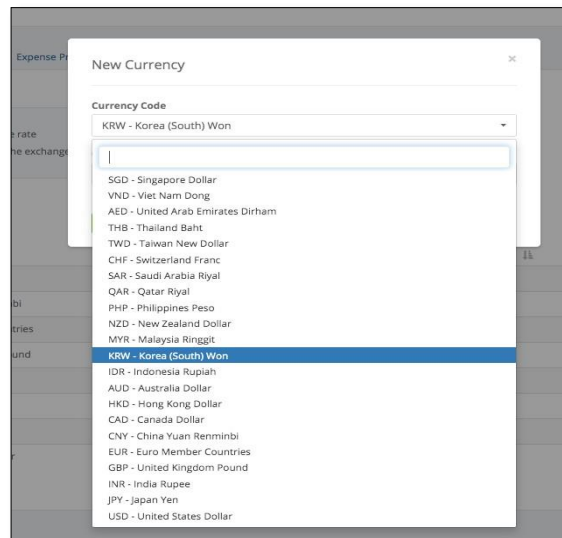 Expense Pr
New Currency
×
Currency Code
KRW - Korea (South) Won
e rate
he exchange
SGD - Singapore Dollar
VND - Viet Nam Dong
AED - United Arab Emirates Dirham
THB - Thailand Baht
TWD - Taiwan New Dollar
CHF - Switzerland Franc
SAR - Saudi Arabia Riyal
QAR - Qatar Riyal
PHP - Philippines Peso
NZD - New Zealand Dollar
MYR - Malaysia Ringgit
KRW - Korea (South) Won
IDR - Indonesia Rupiah
AUD - Australia Dollar
HKD - Hong Kong Dollar
CAD - Canada Dollar
CNY - China Yuan Renminbi
EUR - Euro Member Countries
GBP - United Kingdom Pound
INR - India Rupee
JPY - Japan Yen
USD - United States Dollar
bi
tries
und
r